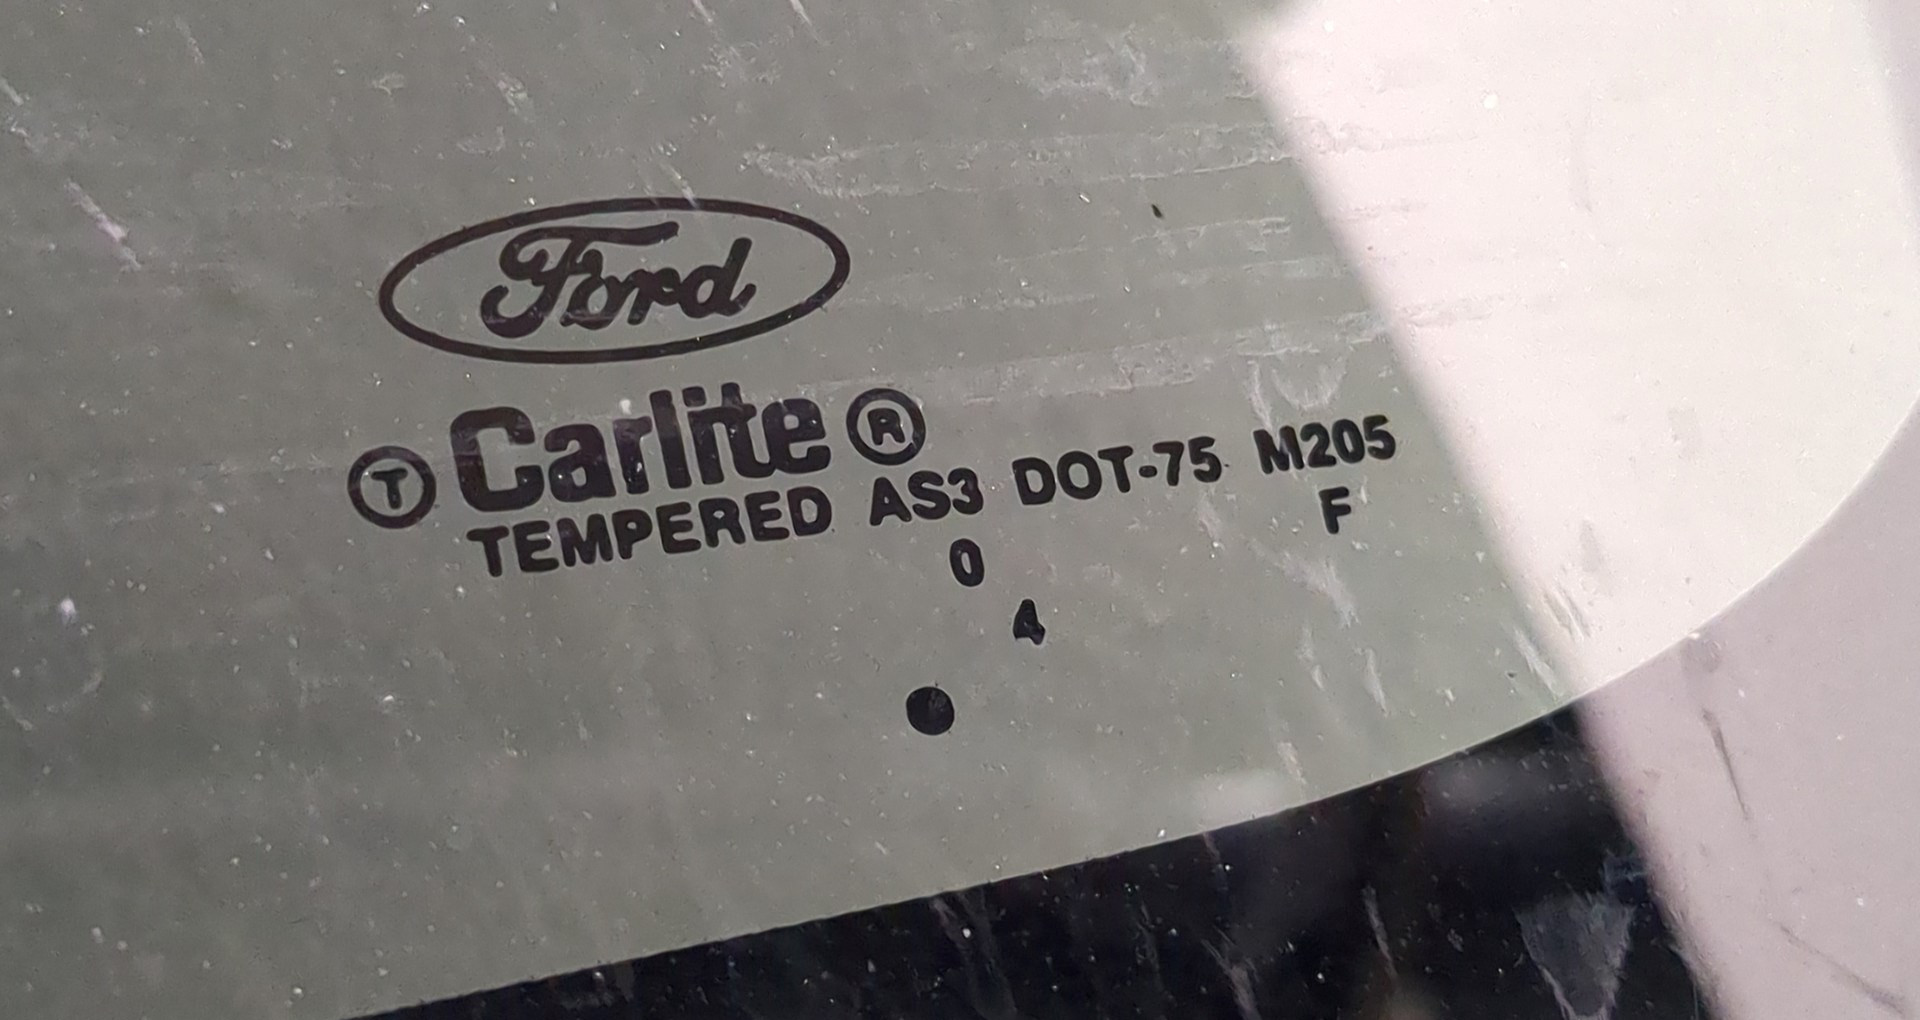 Ford
T Carlite ®
TEMPERED AS3 DOT-75 M205
0 F
4